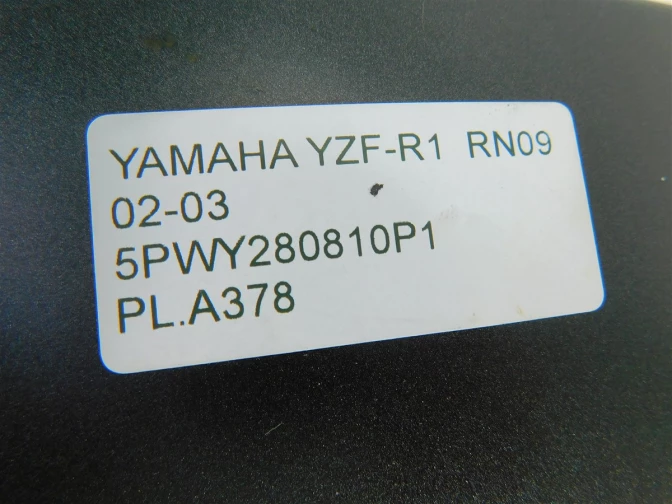 YAMAHA YZF-R1 RN09
02-03
5PWY280810P1
PL.A378